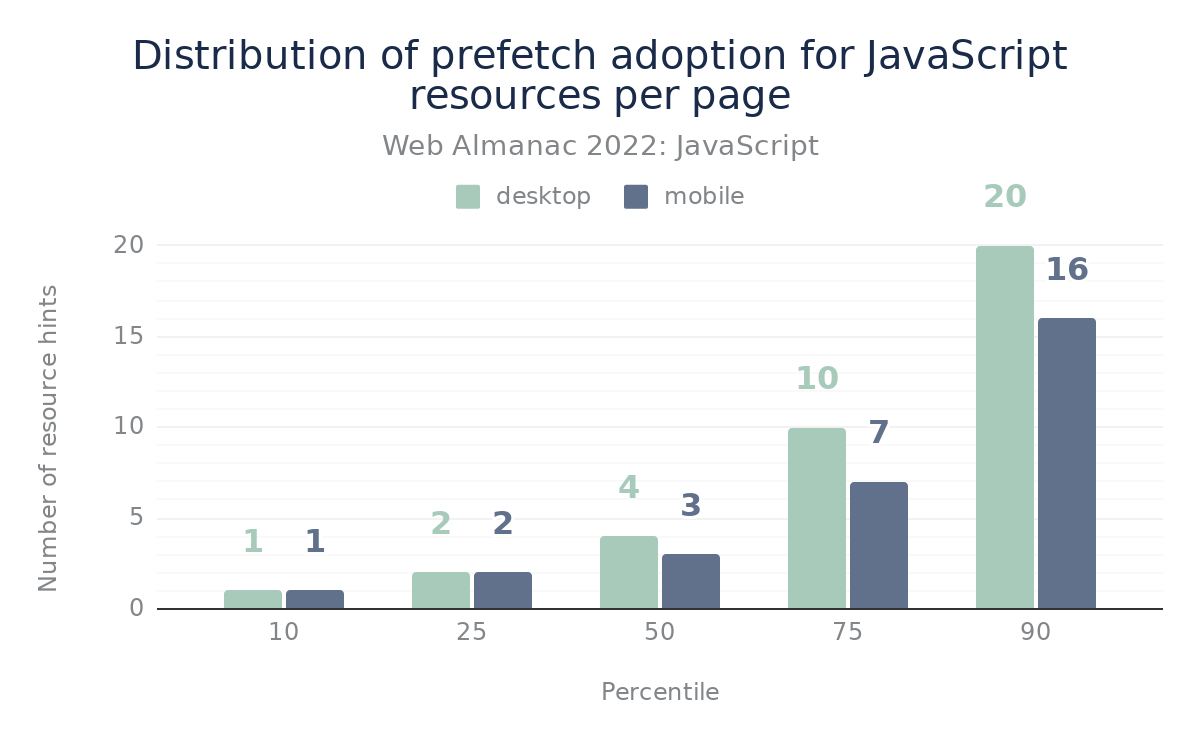 Distribution of prefetch adoption for JavaScript
resources per page
Web Almanac 2022: JavaScript
desktop mobile
Number of resource hints
20
15
10
5
0
1 1
2 2
4 3
10 7
20 16
10 25 50 75 90
Percentile